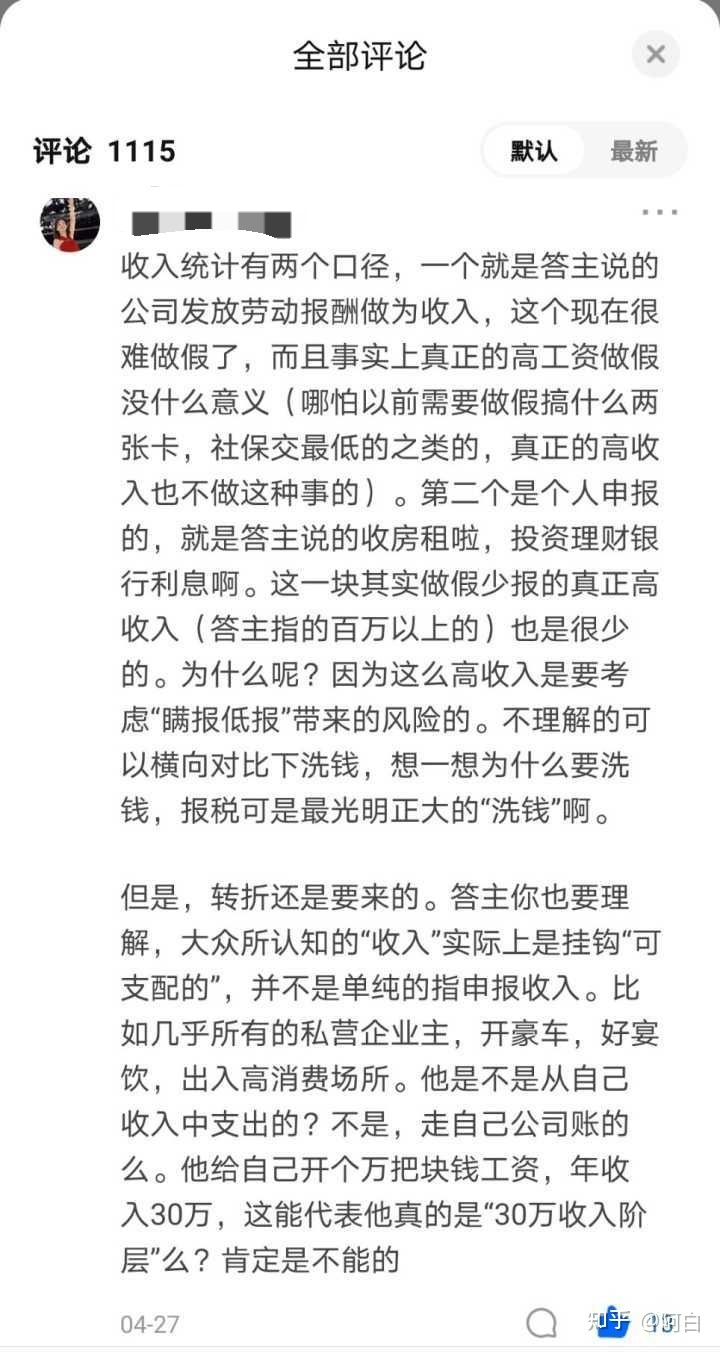 全部评论
评论 1115
默认
最新
收入统计有两个口径，一个就是答主说的
公司发放劳动报酬做为收入，这个现在很
难做假了，而且事实上真正的高工资做假
没什么意义（哪怕以前需要做假搞什么两
张卡，社保交最低的之类的，真正的高收
入也不做这种事的）。第二个是个人申报
的，就是答主说的收房租啦，投资理财银
行利息啊。这一块其实做假少报的真正高
收入（答主指的百万以上的）也是很少
的。为什么呢？因为这么高收入是要考
虑“瞒报低报”带来的风险的。不理解的可
以横向对比下洗钱，想一想为什么要洗
钱，报税可是最光明正大的“洗钱”啊。
但是，转折还是要来的。答主你也要理
解，大众所认知的“收入”实际上是挂钩“可
支配的”，并不是单纯的指申报收入。比
如几乎所有的私营企业主，开豪车，好宴
饮，出入高消费场所。他是不是从自己
收入中支出的？不是，走自己公司账的
么。他给自己开个万把块钱工资，年收
入30万，这能代表他真的是“30万收入阶
层”么？肯定是不能的
04-27
知乎 @阿白